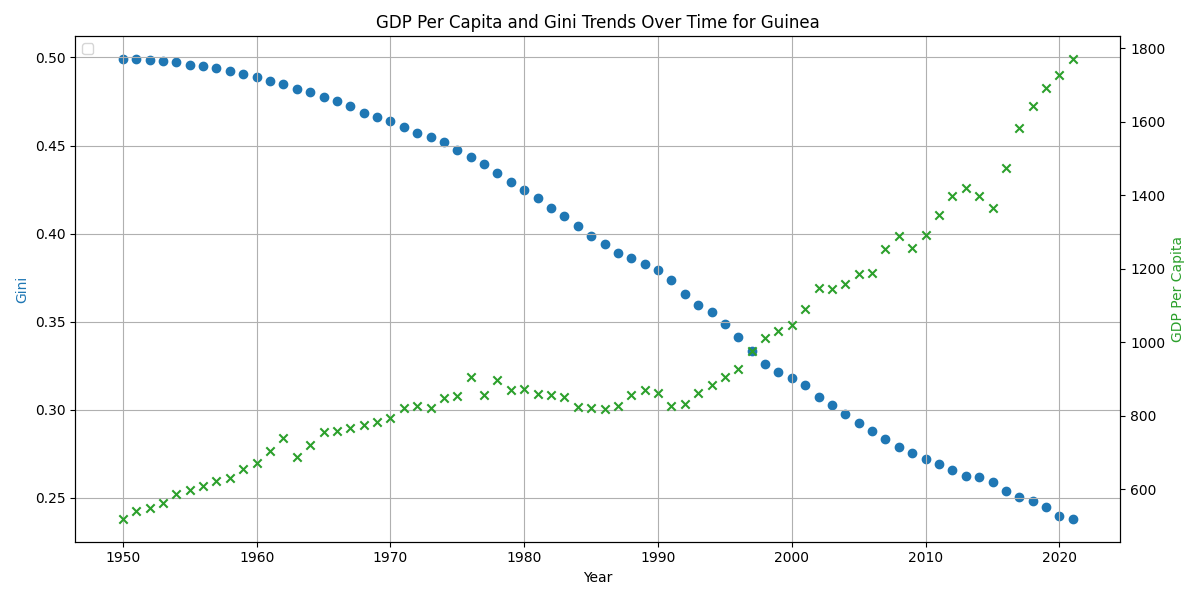 GDP Per Capita and Gini Trends Over Time for Guinea
0.50
0.45
0.40
0.35
0.30
0.25
Gini
1800
1600
1400
1200
1000
800
600
GDP Per Capita
1950 1960 1970 1980 1990 2000 2010 2020
Year